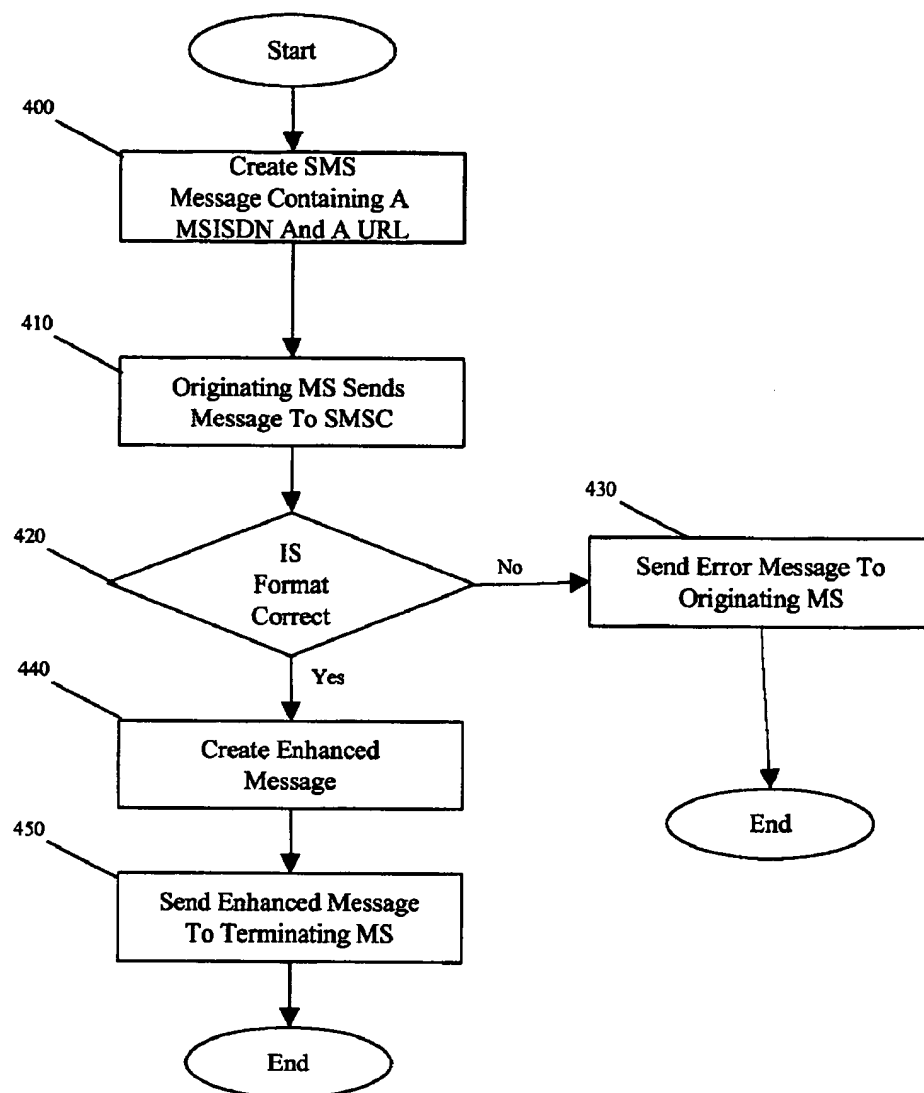 Start
400
Create SMS
Message Containing A
MSISDN And A URL
410
Originating MS Sends
Message To SMSC
420
IS
Format
Correct
No
430
Send Error Message To
Originating MS
End
Yes
440
Create Enhanced
Message
450
Send Enhanced Message
To Terminating MS
End